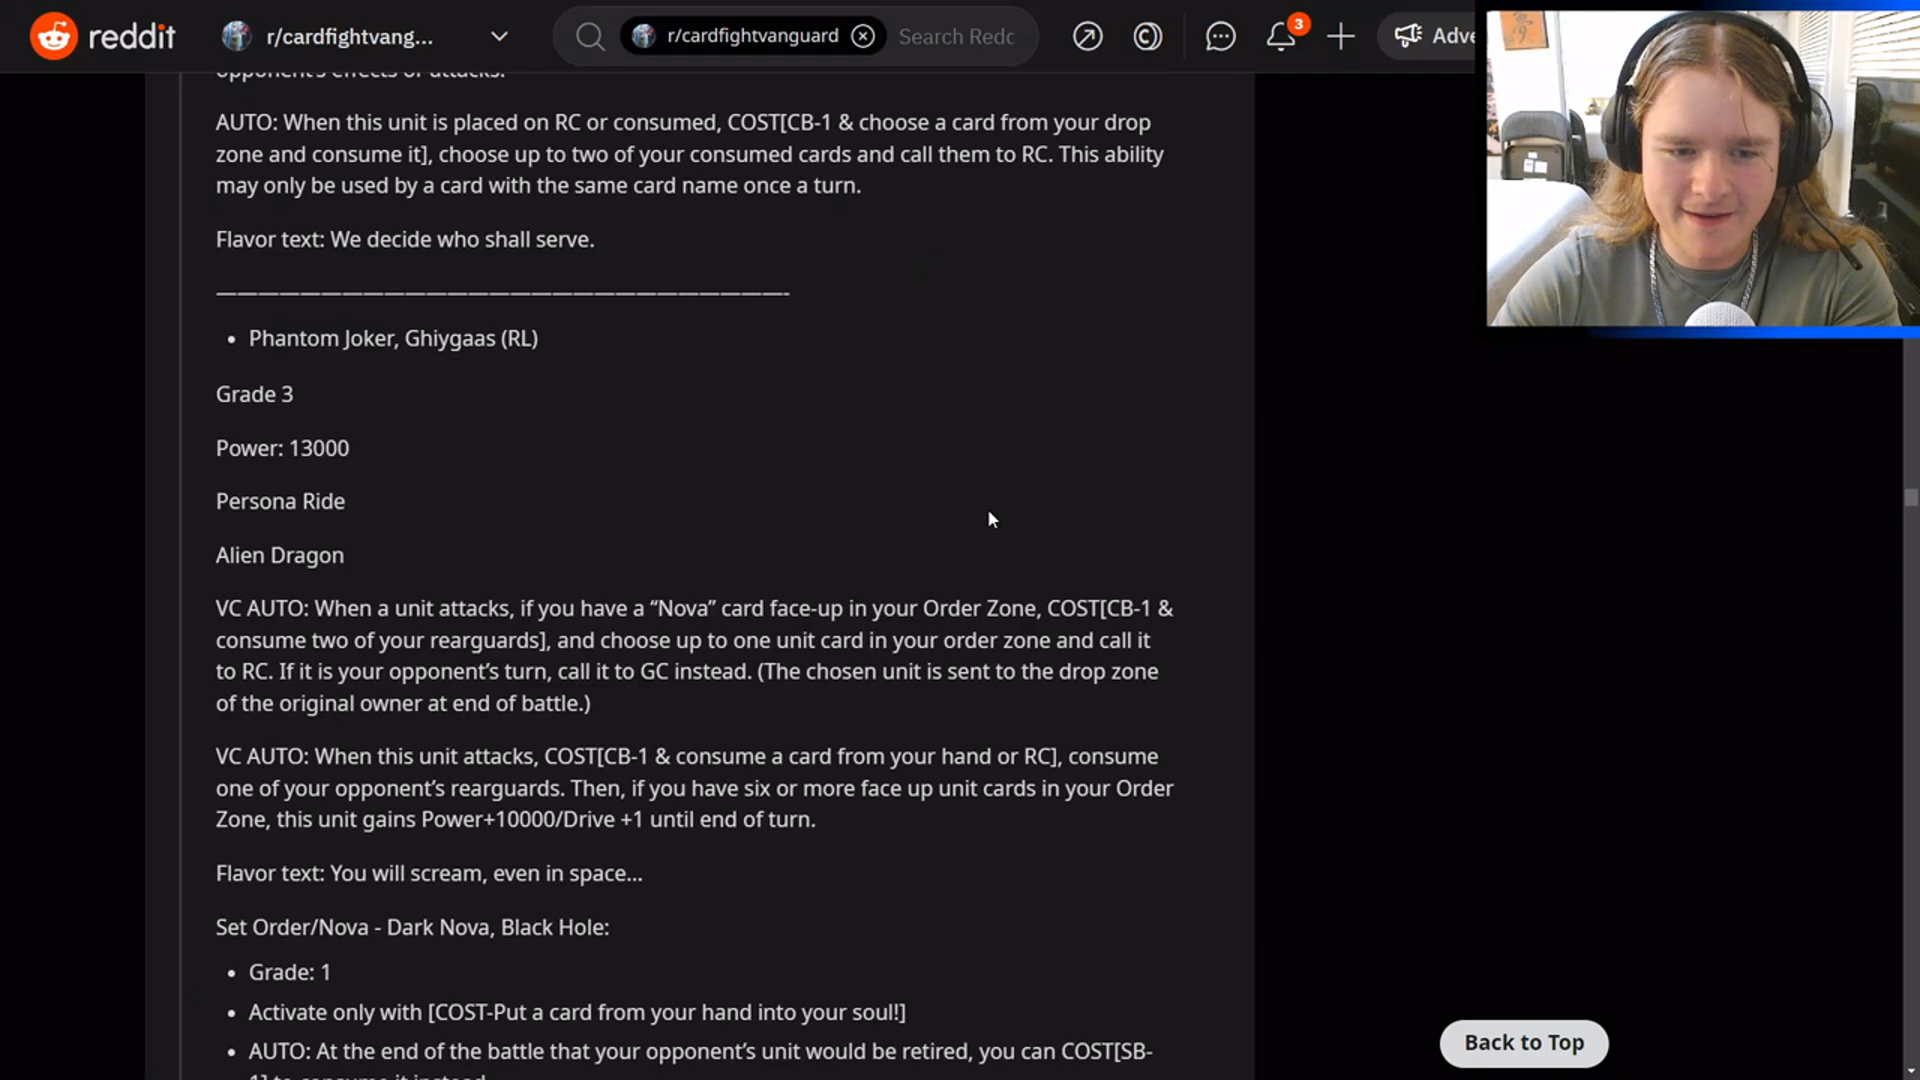 reddit
r/cardfightvang...
r/cardfightvanguard
Search Redc
3
Adve
opponent's effects or attacks.
AUTO: When this unit is placed on RC or consumed, COST[CB-1 & choose a card from your drop
zone and consume it], choose up to two of your consumed cards and call them to RC. This ability
may only be used by a card with the same card name once a turn.
Flavor text: We decide who shall serve.
———————————————————————————-
• Phantom Joker, Ghiygaas (RL)
Grade 3
Power: 13000
Persona Ride
Alien Dragon
VC AUTO: When a unit attacks, if you have a “Nova” card face-up in your Order Zone, COST[CB-1 &
consume two of your rearguards], and choose up to one unit card in your order zone and call it
to RC. If it is your opponent’s turn, call it to GC instead. (The chosen unit is sent to the drop zone
of the original owner at end of battle.)
VC AUTO: When this unit attacks, COST[CB-1 & consume a card from your hand or RC], consume
one of your opponent’s rearguards. Then, if you have six or more face up unit cards in your Order
Zone, this unit gains Power+10000/Drive +1 until end of turn.
Flavor text: You will scream, even in space...
Set Order/Nova - Dark Nova, Black Hole:
• Grade: 1
• Activate only with [COST-Put a card from your hand into your soul!]
• AUTO: At the end of the battle that your opponent’s unit would be retired, you can COST[SB-
1] to consume it instead
Back to Top